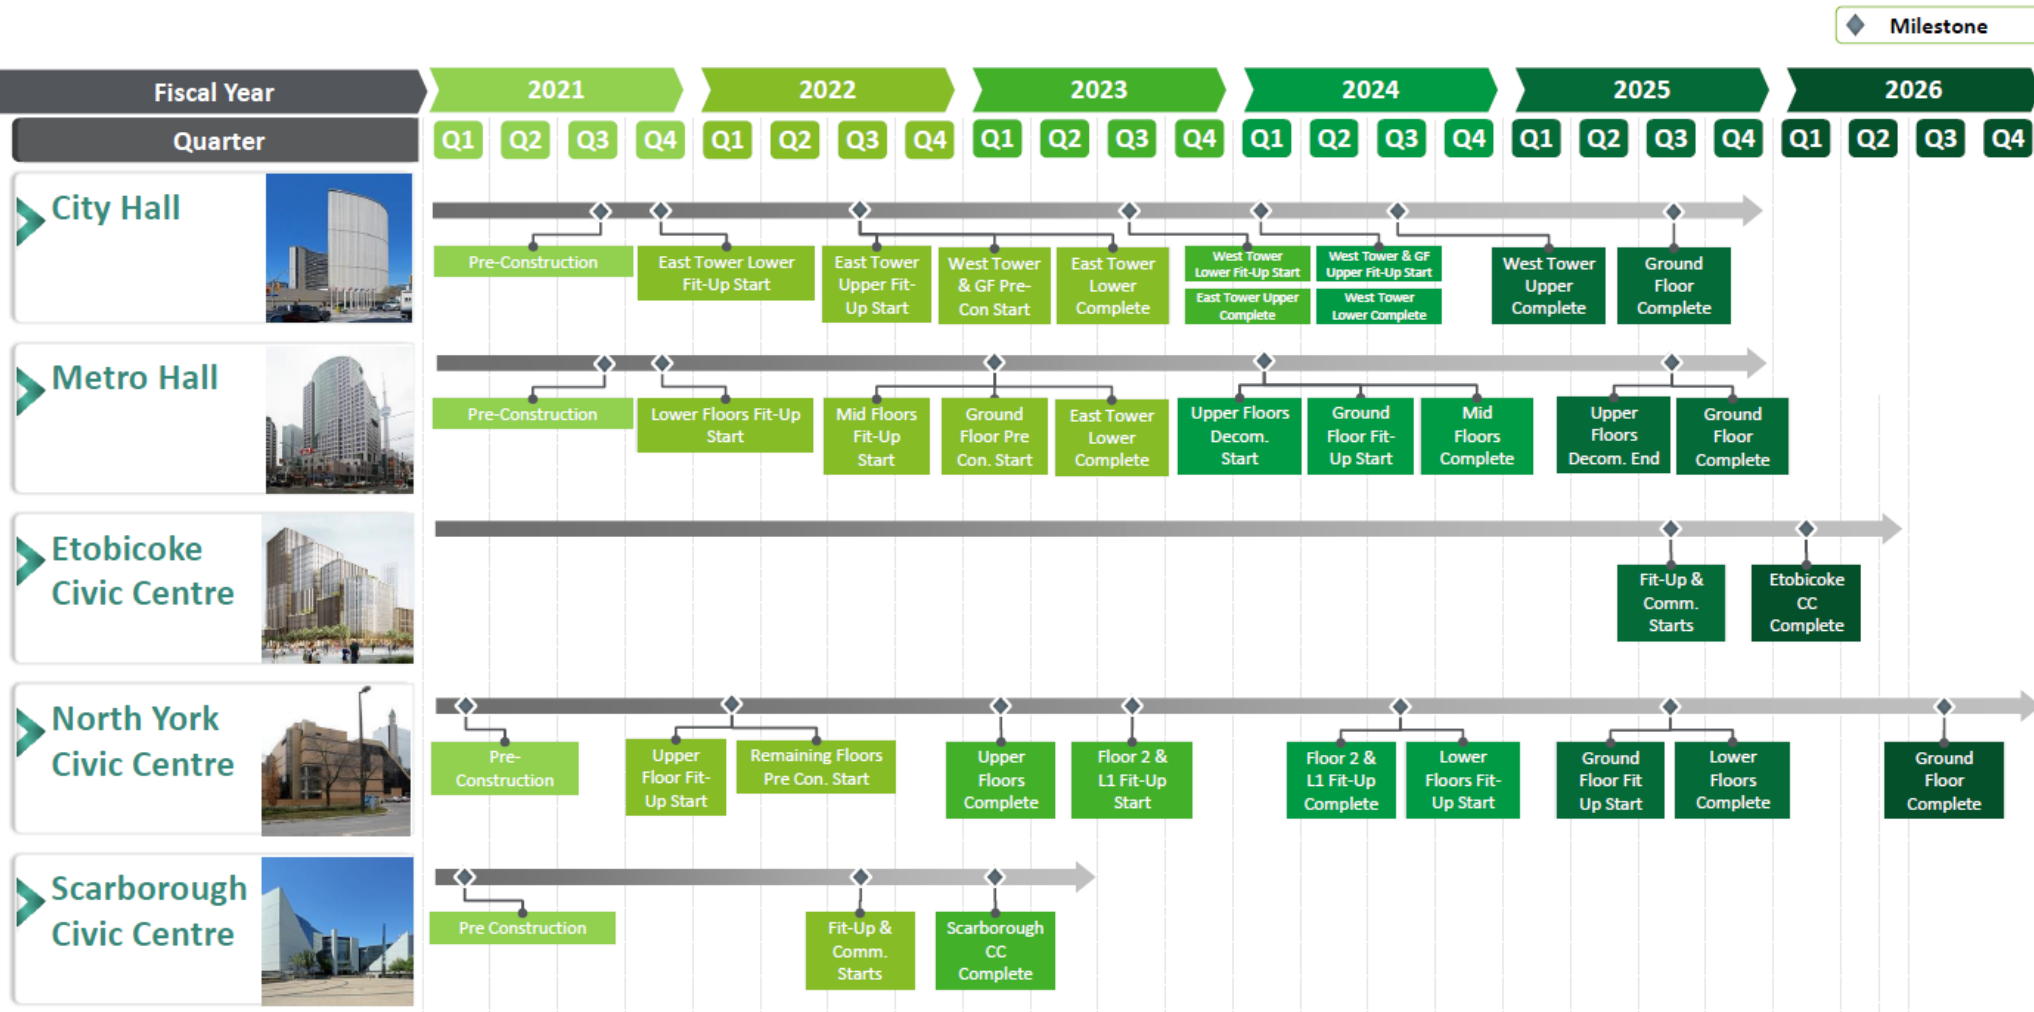 Milestone
Fiscal Year
2021
2022
2023
2024
2025
2026
Quarter
Q1 Q2 Q3 Q4 Q1 Q2 Q3 Q4 Q1 Q2 Q3 Q4 Q1 Q2 Q3 Q4 Q1 Q2 Q3 Q4 Q1 Q2 Q3 Q4
City Hall
Pre-Construction
East Tower Lower
Fit-Up Start
East Tower
Upper Fit-
Up Start
West Tower
& GF Pre-
Con Start
East Tower
Lower
Complete
West Tower
Lower Fit-Up Start
East Tower Upper
Complete
West Tower & GF
Upper Fit-Up Start
West Tower
Lower Complete
West Tower
Upper
Complete
Ground
Floor
Complete
Metro Hall
Pre-Construction
Lower Floors Fit-Up
Start
Mid Floors
Fit-Up
Start
Ground
Floor Pre
Con. Start
East Tower
Lower
Complete
Upper Floors
Decom.
Start
Ground
Floor Fit-
Up Start
Mid
Floors
Complete
Upper
Floors
Decom. End
Ground
Floor
Complete
Etobicoke
Civic Centre
Fit-Up &
Comm.
Starts
Etobicoke
CC
Complete
North York
Civic Centre
Pre-
Construction
Upper
Floor Fit-
Up Start
Remaining Floors
Pre Con. Start
Upper
Floors
Complete
Floor 2 &
L1 Fit-Up
Start
Floor 2 &
L1 Fit-Up
Complete
Lower
Floors Fit-
Up Start
Ground
Floor Fit
Up Start
Lower
Floors
Complete
Ground
Floor
Complete
Scarborough
Civic Centre
Pre Construction
Fit-Up &
Comm.
Starts
Scarborough
CC
Complete